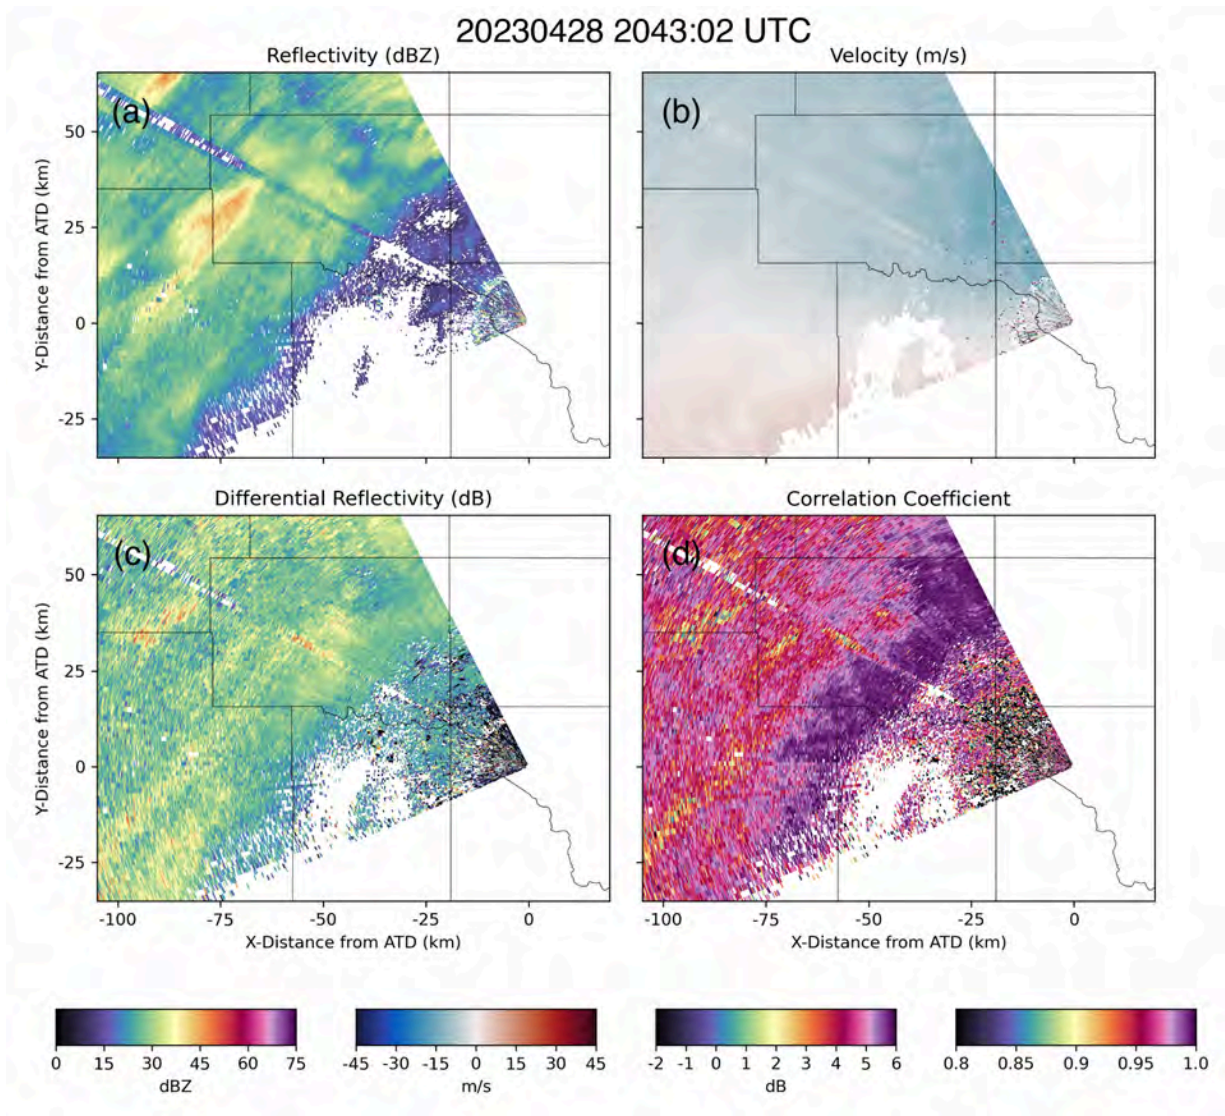 20230428 2043:02 UTC
Reflectivity (dBZ)
Velocity (m/s)
(a)
(b)
Y-Distance from ATD (km)
50
25
0
-25
Differential Reflectivity (dB)
Correlation Coefficient
(c)
(d)
Y-Distance from ATD (km)
50
25
0
-25
-100 -75 -50 -25 0
-100 -75 -50 -25 0
X-Distance from ATD (km)
X-Distance from ATD (km)
0 15 30 45 60 75
dBZ
-45 -30 -15 0 15 30 45
m/s
-2 -1 0 1 2 3 4 5 6
dB
0.8 0.85 0.9 0.95 1.0